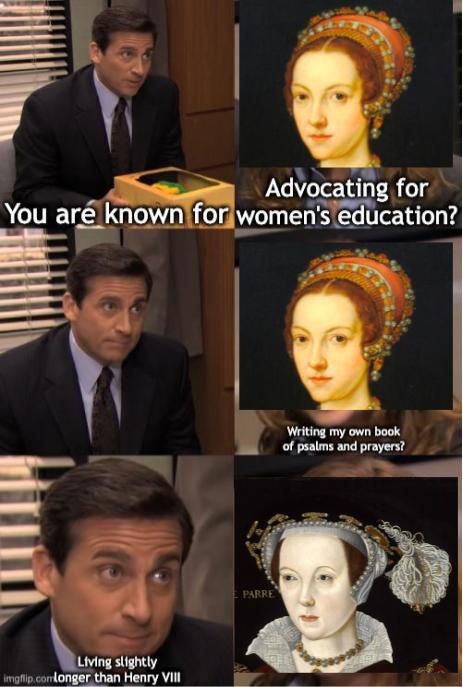 Advocating for
You are known for women's education?
Writing my own book
of psalms and prayers?
E PARRE
Living slightly
longer than Henry VIII
imgflip.com